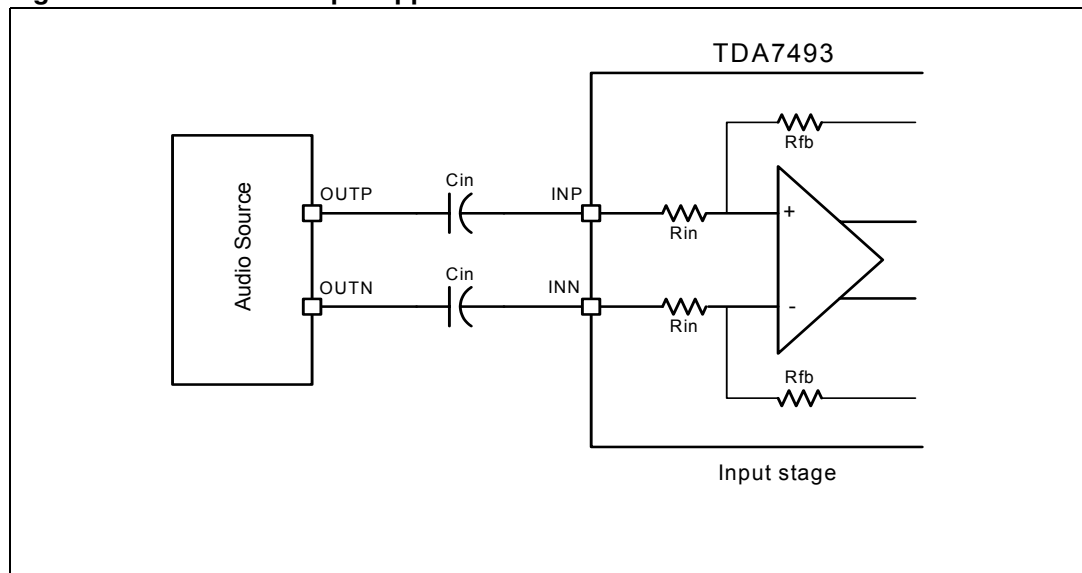 TDA7493
Rfb
Cin
OUTP
INP
+
Rin
Audio Source
Cin
OUTN
INN
-
Rin
Rfb
Input stage